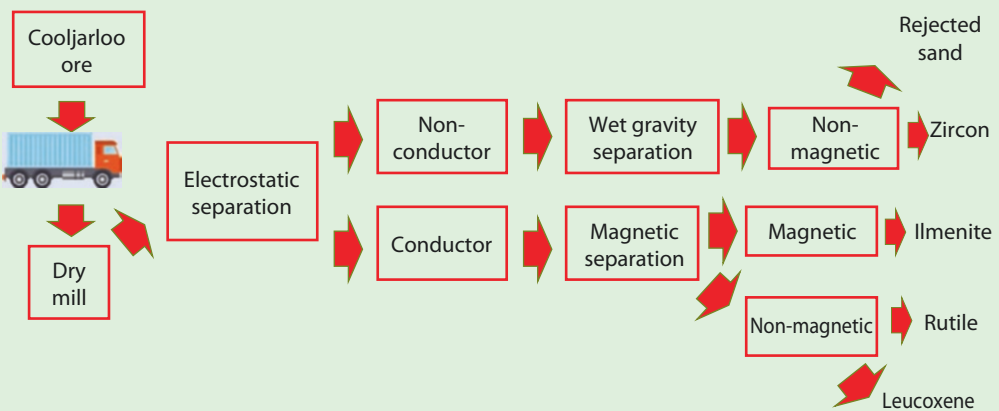 Cooljarloo
ore
Dry
mill
Electrostatic
separation
Non-
conductor
Wet gravity
separation
Non-
magnetic
Rejected
sand
Zircon
Conductor
Magnetic
separation
Magnetic
Ilmenite
Non-magnetic
Rutile
Leucoxene